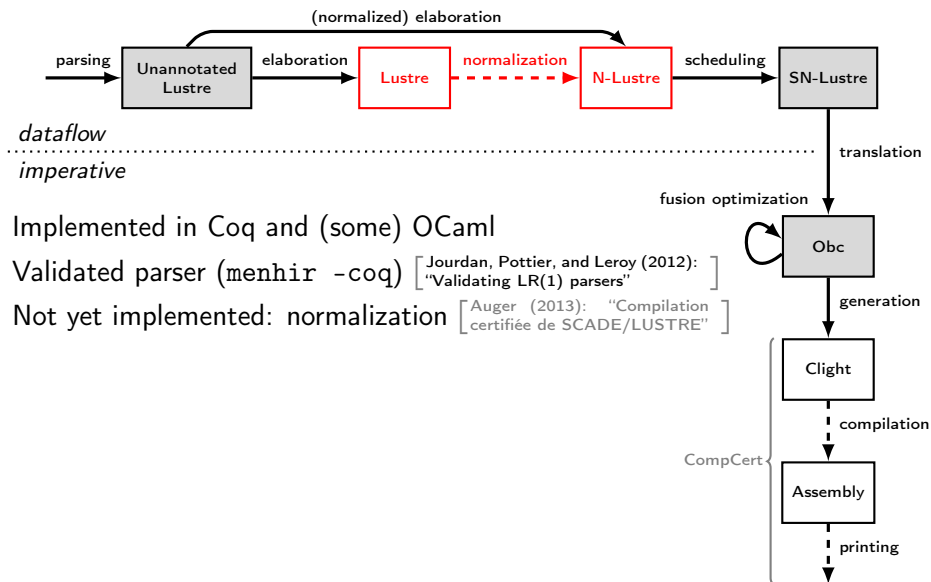 (normalized) elaboration
parsing
Unannotated
Lustre
elaboration
Lustre
normalization
N-Lustre
scheduling
SN-Lustre
dataflow
imperative
translation
fusion optimization
Obc
Implemented in Coq and (some) OCaml
Validated parser (menhir -coq) [Jourdan, Pottier, and Leroy (2012):
"Validating LR(1) parsers"]
Not yet implemented: normalization [Auger (2013): "Compilation
certifiée de SCADE/LUSTRE"]
generation
Clight
compilation
CompCert
Assembly
printing